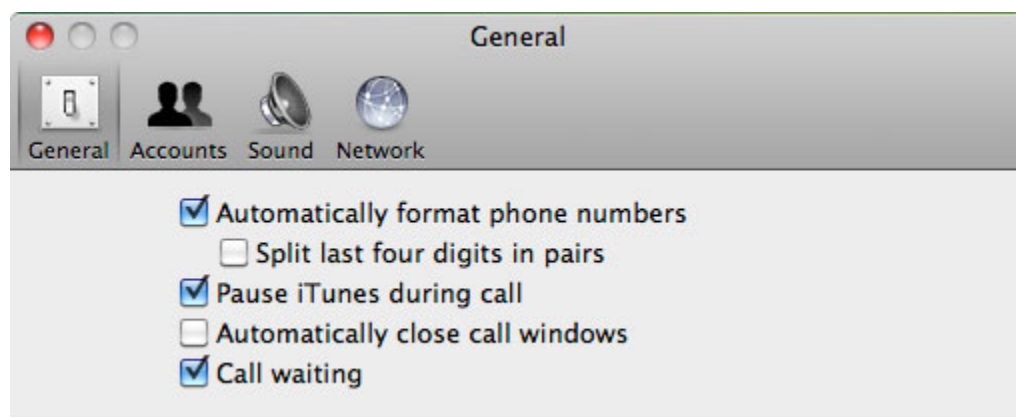 General
General Accounts Sound Network
Automatically format phone numbers
Split last four digits in pairs
Pause iTunes during call
Automatically close call windows
Call waiting